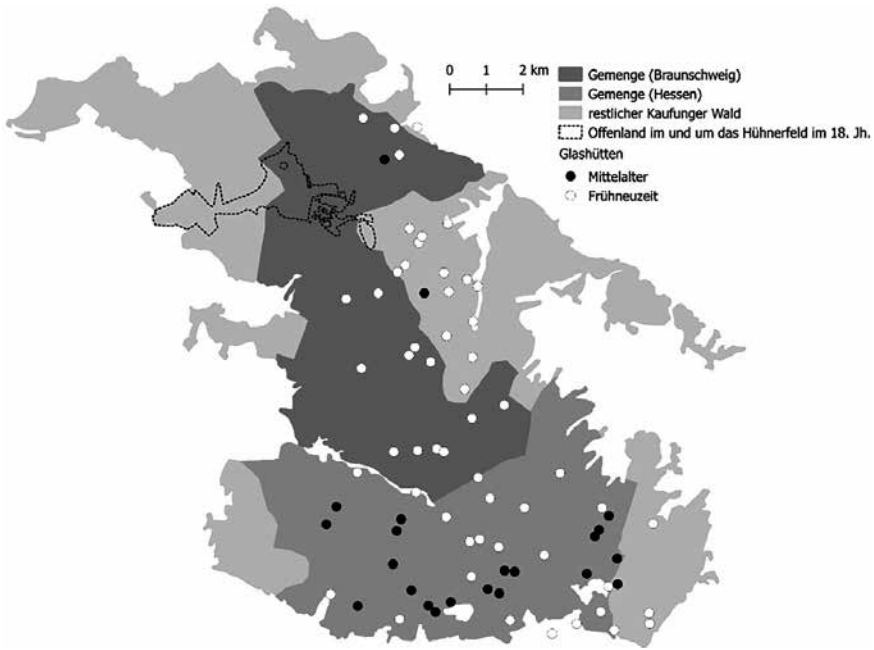 0 1 2 km
Gemenge (Braunschweig)
Gemenge (Hessen)
restlicher Kaufunger Wald
Offenland im und um das Hühnerfeld im 18. Jh.
Glashütten
Mittelalter
Frühneuzeit